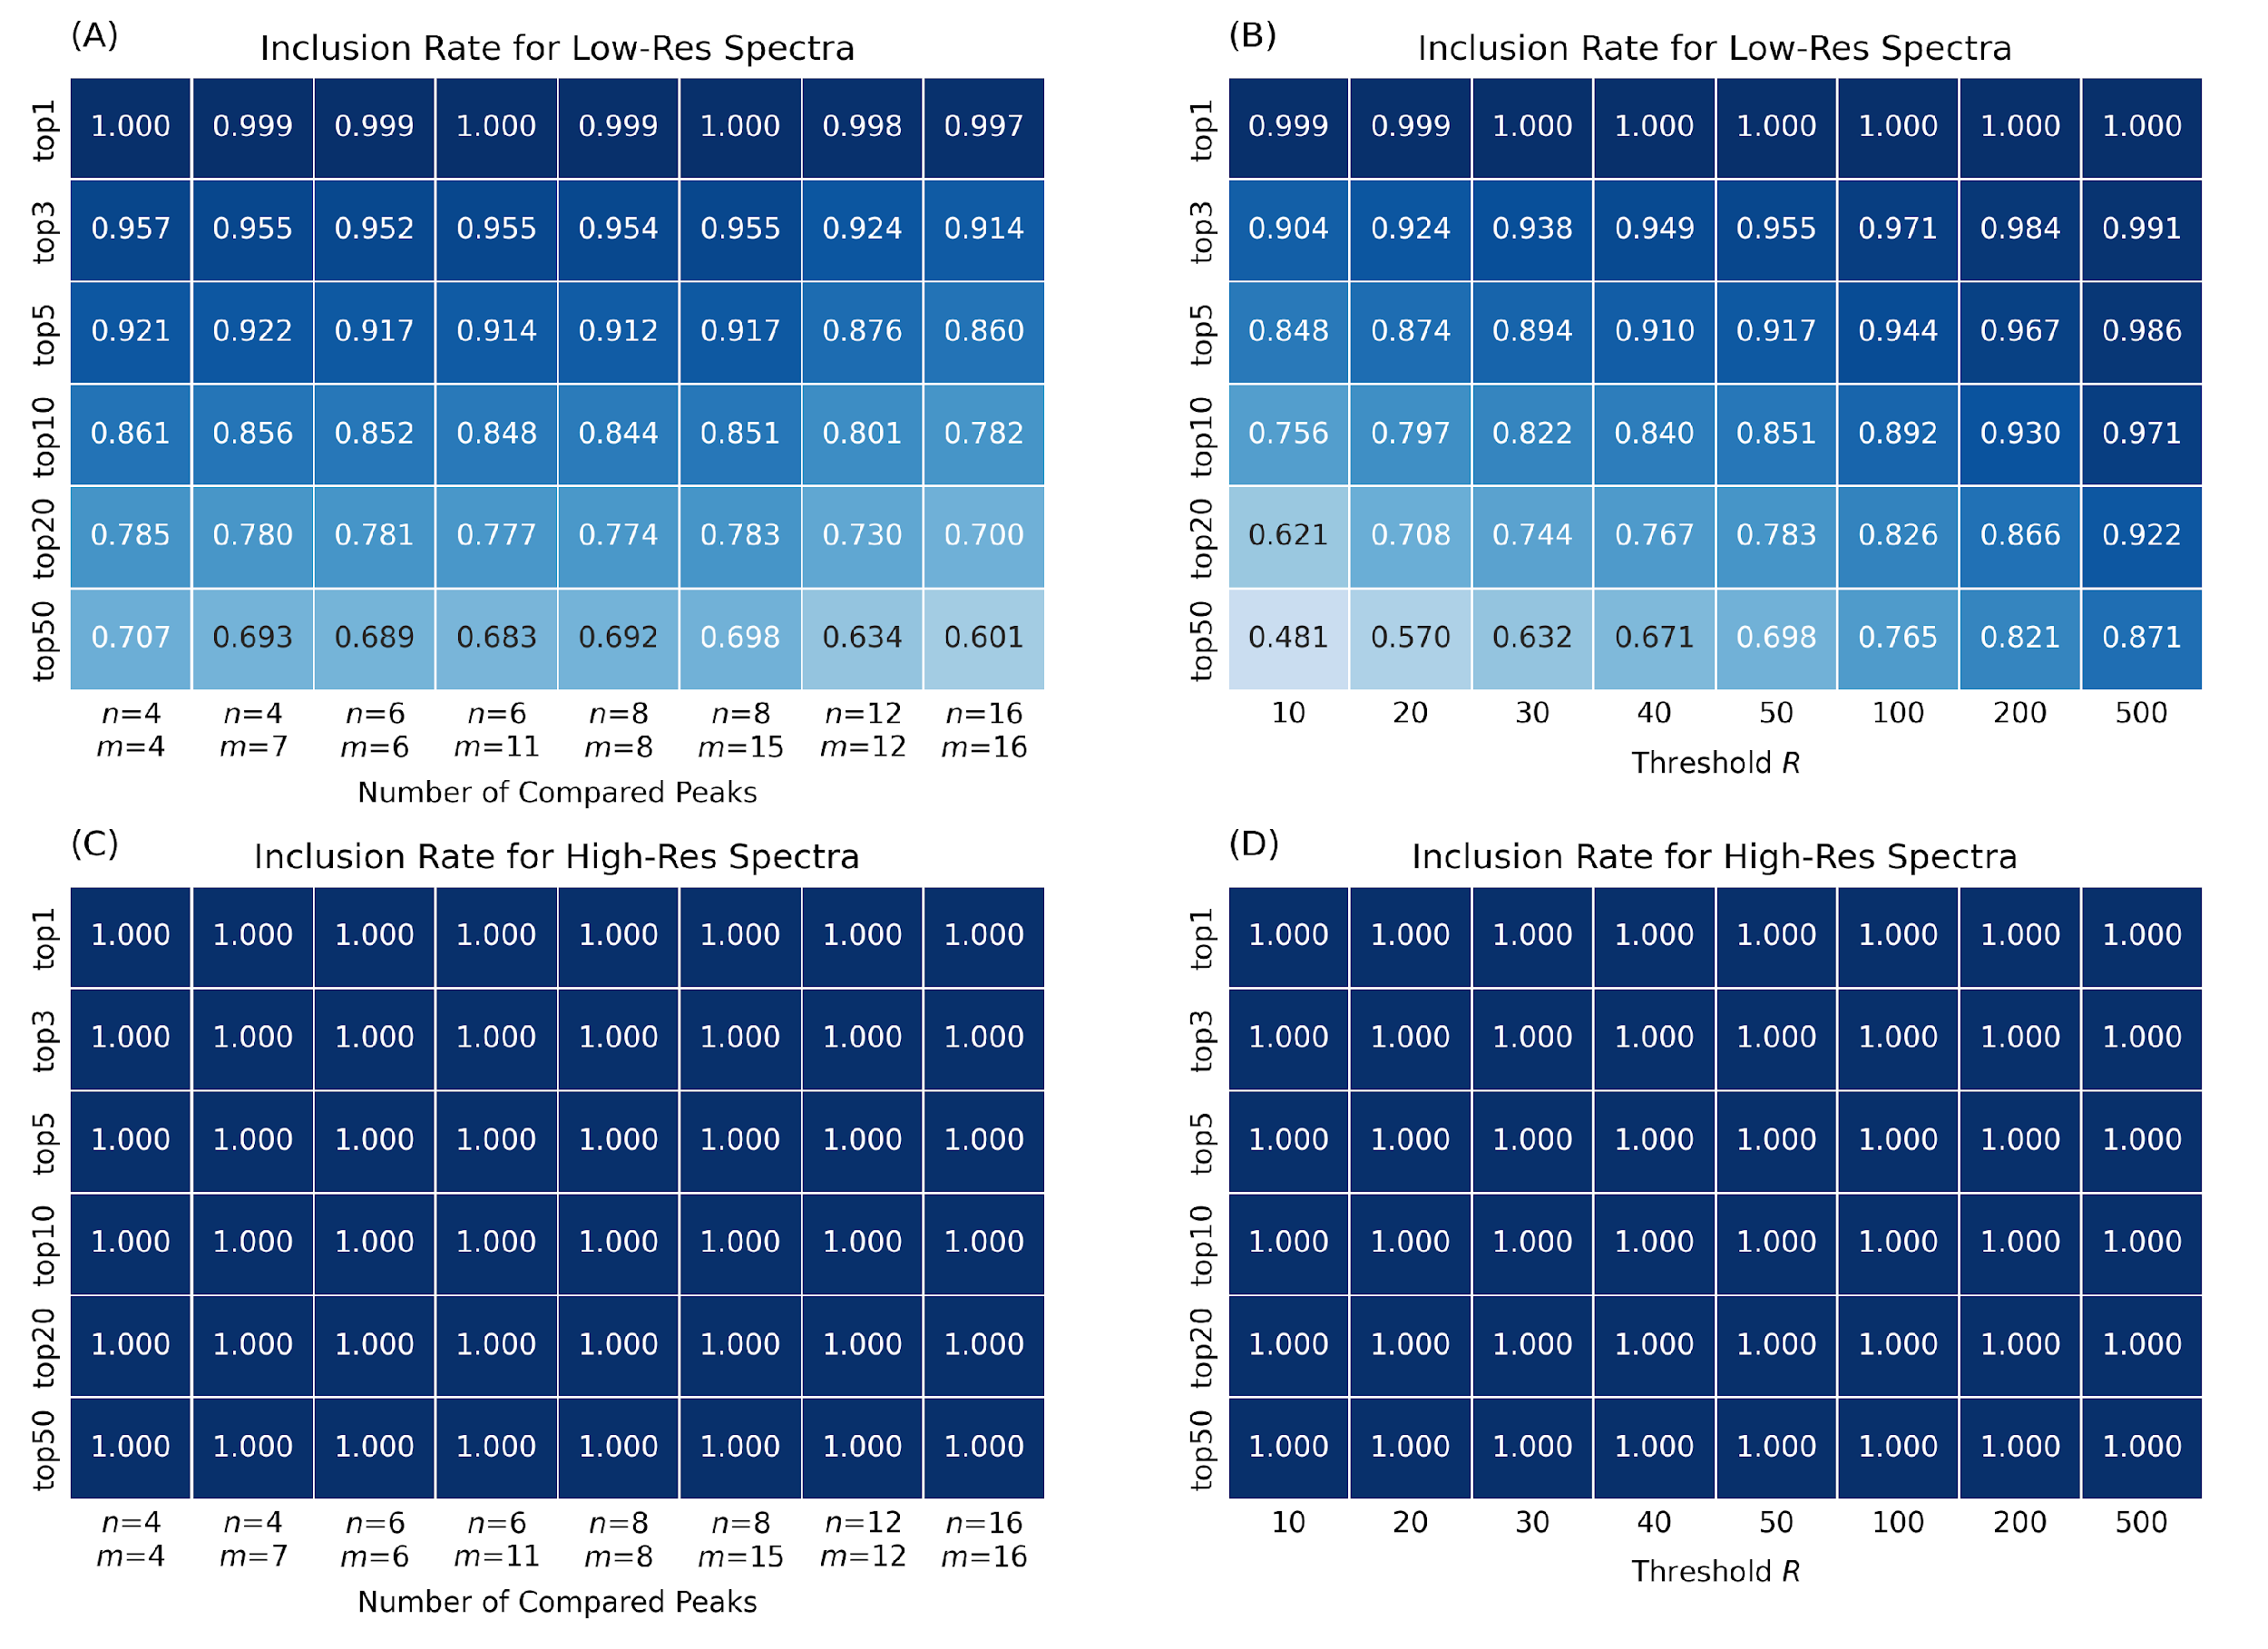 (A)
Inclusion Rate for Low-Res Spectra
top1 1.000 0.999 0.999 1.000 0.999 1.000 0.998 0.997
top3 0.957 0.955 0.952 0.955 0.954 0.955 0.924 0.914
top5 0.921 0.922 0.917 0.914 0.912 0.917 0.876 0.860
top10 0.861 0.856 0.852 0.848 0.844 0.851 0.801 0.782
top20 0.785 0.780 0.781 0.777 0.774 0.783 0.730 0.700
top50 0.707 0.693 0.689 0.683 0.692 0.698 0.634 0.601
n=4 n=4 n=6 n=6 n=8 n=8 n=12 n=16
m=4 m=7 m=6 m=11 m=8 m=15 m=12 m=16
Number of Compared Peaks
(B)
Inclusion Rate for Low-Res Spectra
top1 0.999 0.999 1.000 1.000 1.000 1.000 1.000 1.000
top3 0.904 0.924 0.938 0.949 0.955 0.971 0.984 0.991
top5 0.848 0.874 0.894 0.910 0.917 0.944 0.967 0.986
top10 0.756 0.797 0.822 0.840 0.851 0.892 0.930 0.971
top20 0.621 0.708 0.744 0.767 0.783 0.826 0.866 0.922
top50 0.481 0.570 0.632 0.671 0.698 0.765 0.821 0.871
10 20 30 40 50 100 200 500
Threshold R
(C)
Inclusion Rate for High-Res Spectra
top1 1.000 1.000 1.000 1.000 1.000 1.000 1.000 1.000
top3 1.000 1.000 1.000 1.000 1.000 1.000 1.000 1.000
top5 1.000 1.000 1.000 1.000 1.000 1.000 1.000 1.000
top10 1.000 1.000 1.000 1.000 1.000 1.000 1.000 1.000
top20 1.000 1.000 1.000 1.000 1.000 1.000 1.000 1.000
top50 1.000 1.000 1.000 1.000 1.000 1.000 1.000 1.000
n=4 n=4 n=6 n=6 n=8 n=8 n=12 n=16
m=4 m=7 m=6 m=11 m=8 m=15 m=12 m=16
Number of Compared Peaks
(D)
Inclusion Rate for High-Res Spectra
top1 1.000 1.000 1.000 1.000 1.000 1.000 1.000 1.000
top3 1.000 1.000 1.000 1.000 1.000 1.000 1.000 1.000
top5 1.000 1.000 1.000 1.000 1.000 1.000 1.000 1.000
top10 1.000 1.000 1.000 1.000 1.000 1.000 1.000 1.000
top20 1.000 1.000 1.000 1.000 1.000 1.000 1.000 1.000
top50 1.000 1.000 1.000 1.000 1.000 1.000 1.000 1.000
10 20 30 40 50 100 200 500
Threshold R